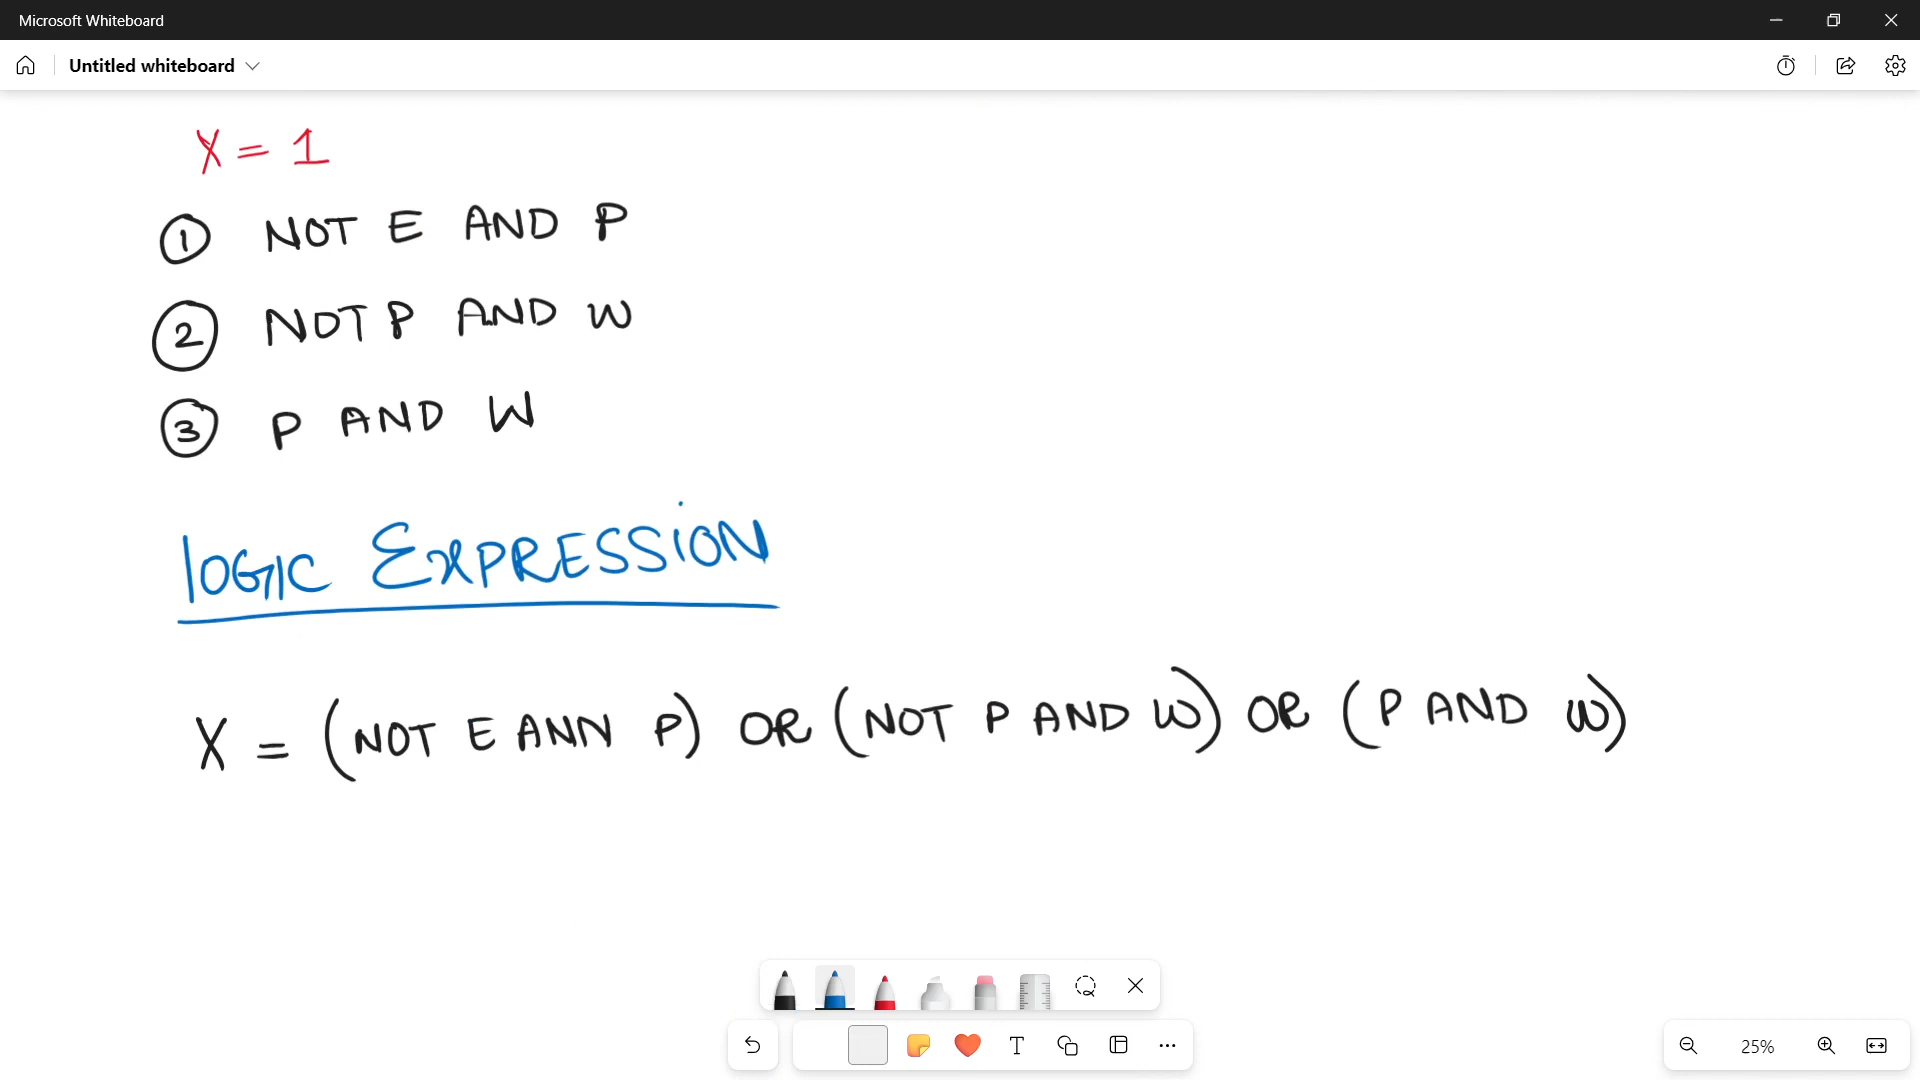 Microsoft Whiteboard
Untitled whiteboard
X = 1
1 NOT E AND P
2 NOT P AND W
3 P AND W
LOGIC EXPRESSION
X = (NOT E ANN P) OR (NOT P AND W) OR (P AND W)
25%